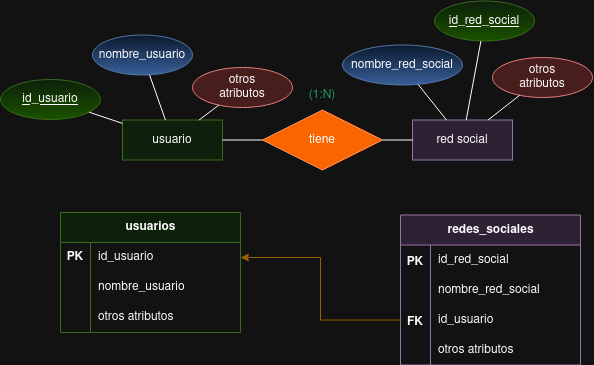 id_red_social
nombre_usuario
nombre_red_social
otros
atributos
otros
atributos
id_usuario
(1:N)
usuario
tiene
red social
usuarios
PK
id_usuario
nombre_usuario
otros atributos
redes_sociales
PK
id_red_social
nombre_red_social
FK
id_usuario
otros atributos